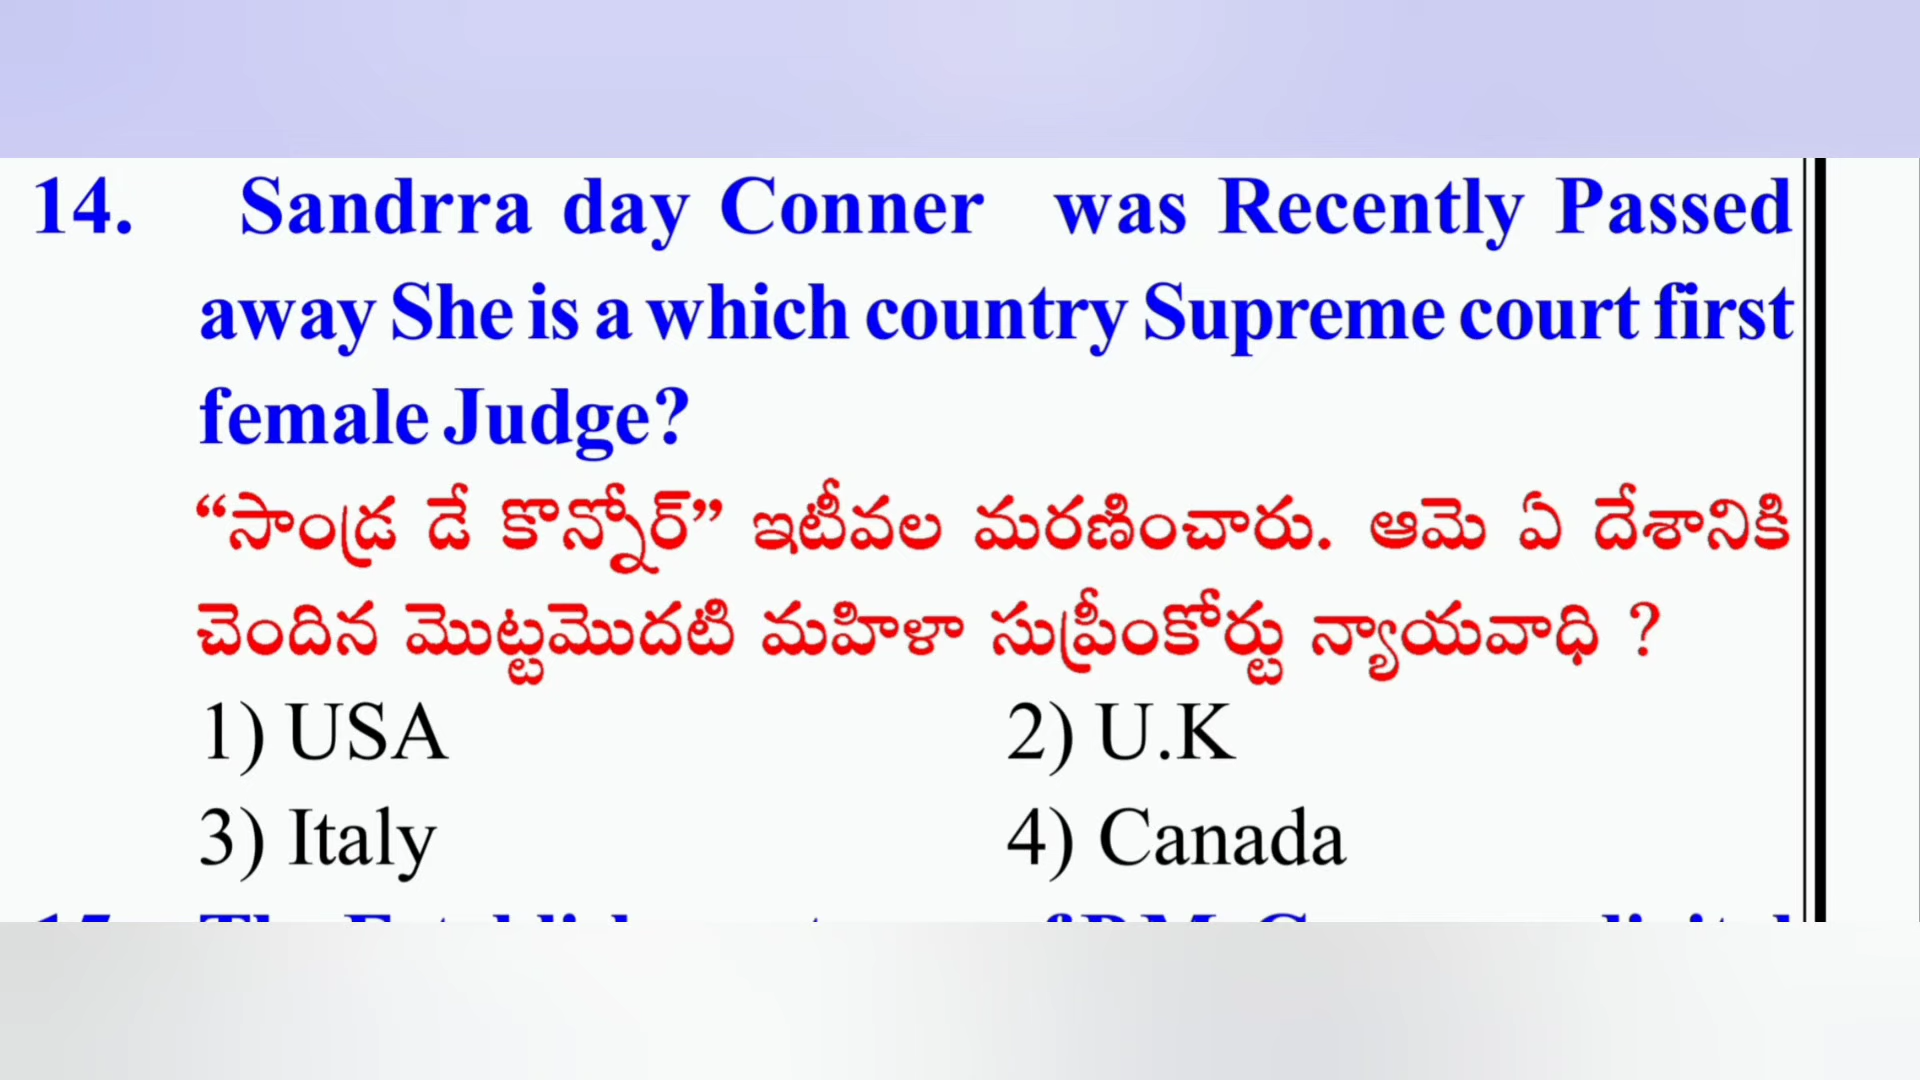 14. Sandrra day Conner was Recently Passed
away She is a which country Supreme court first
female Judge?
“సాండ్ర డే కొన్నోర్” ఇటీవల మరణించారు. ఆమె ఏ దేశానికి
చెందిన మొట్టమొదటి మహిళా సుప్రీంకోర్టు న్యాయవాధి ?
1) USA 2) U.K
3) Italy 4) Canada